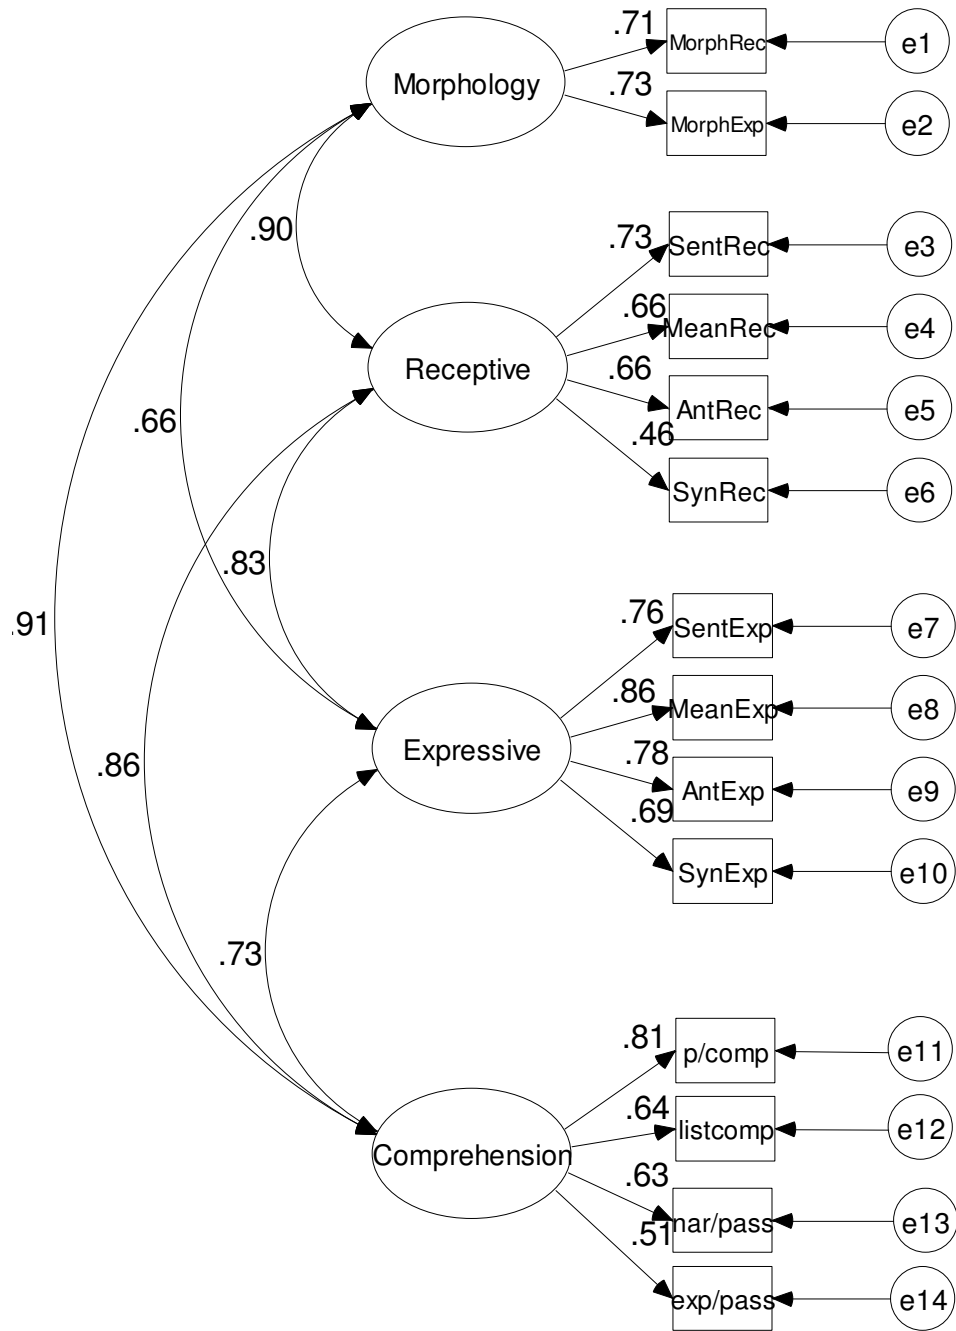 .71
MorphRec
e1
Morphology
.73
MorphExp
e2
.90
.73
SentRec
e3
.66
MeanRec
e4
Receptive
.66
AntRec
e5
.46
SynRec
e6
.66
.83
.91
.76
SentExp
e7
.86
MeanExp
e8
Expressive
.78
AntExp
e9
.69
SynExp
e10
.86
.73
.81
p/comp
e11
.64
listcomp
e12
Comprehension
.63
nar/pass
e13
.51
exp/pass
e14